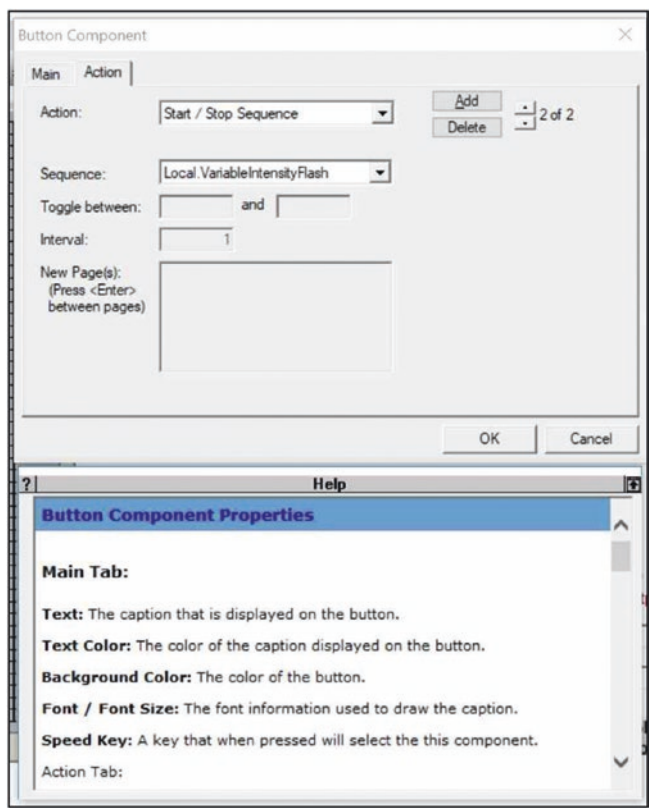 Button Component
Main Action
Action: Start / Stop Sequence Add 2 of 2
Delete
Sequence: Local.VariableIntensityFlash
Toggle between: and
Interval: 1
New Page(s):
(Press <Enter>
between pages)
OK Cancel
? Help
Button Component Properties
Main Tab:
Text: The caption that is displayed on the button.
Text Color: The color of the caption displayed on the button.
Background Color: The color of the button.
Font / Font Size: The font information used to draw the caption.
Speed Key: A key that when pressed will select the this component.
Action Tab: